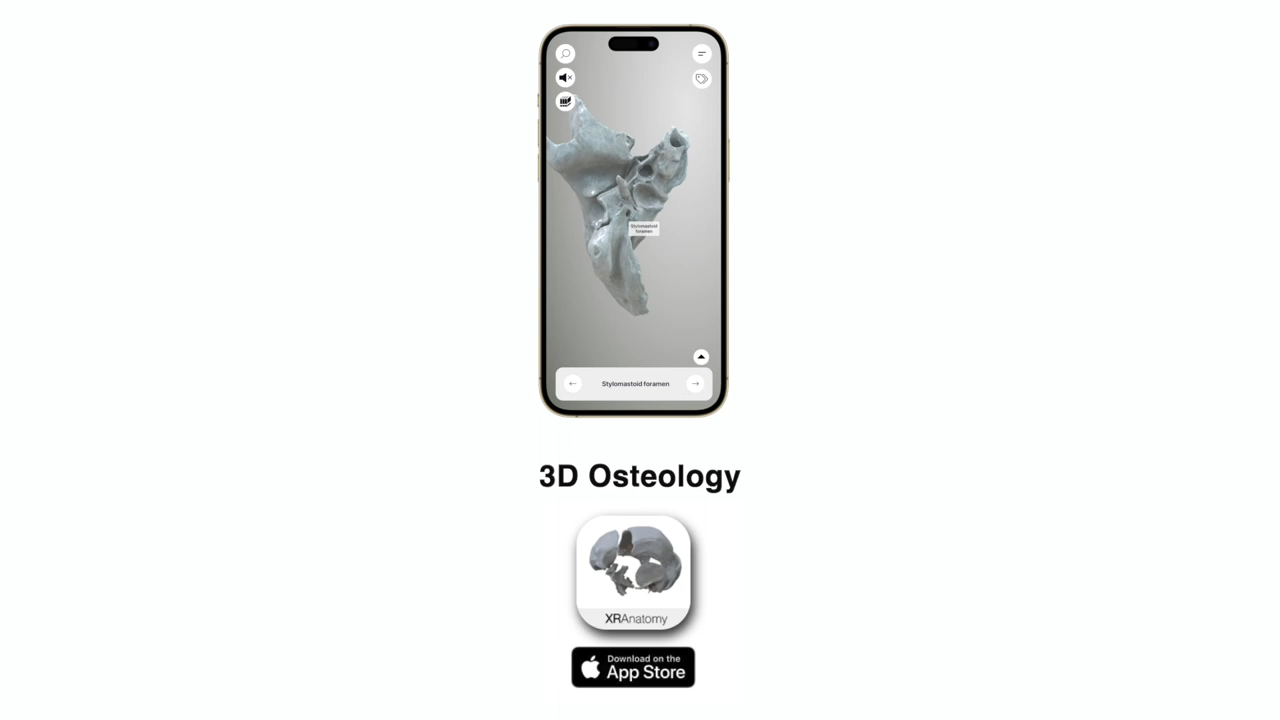 Stylomastoid
foramen
Stylomastoid foramen
3D Osteology
XRAnatomy
Download on the
App Store